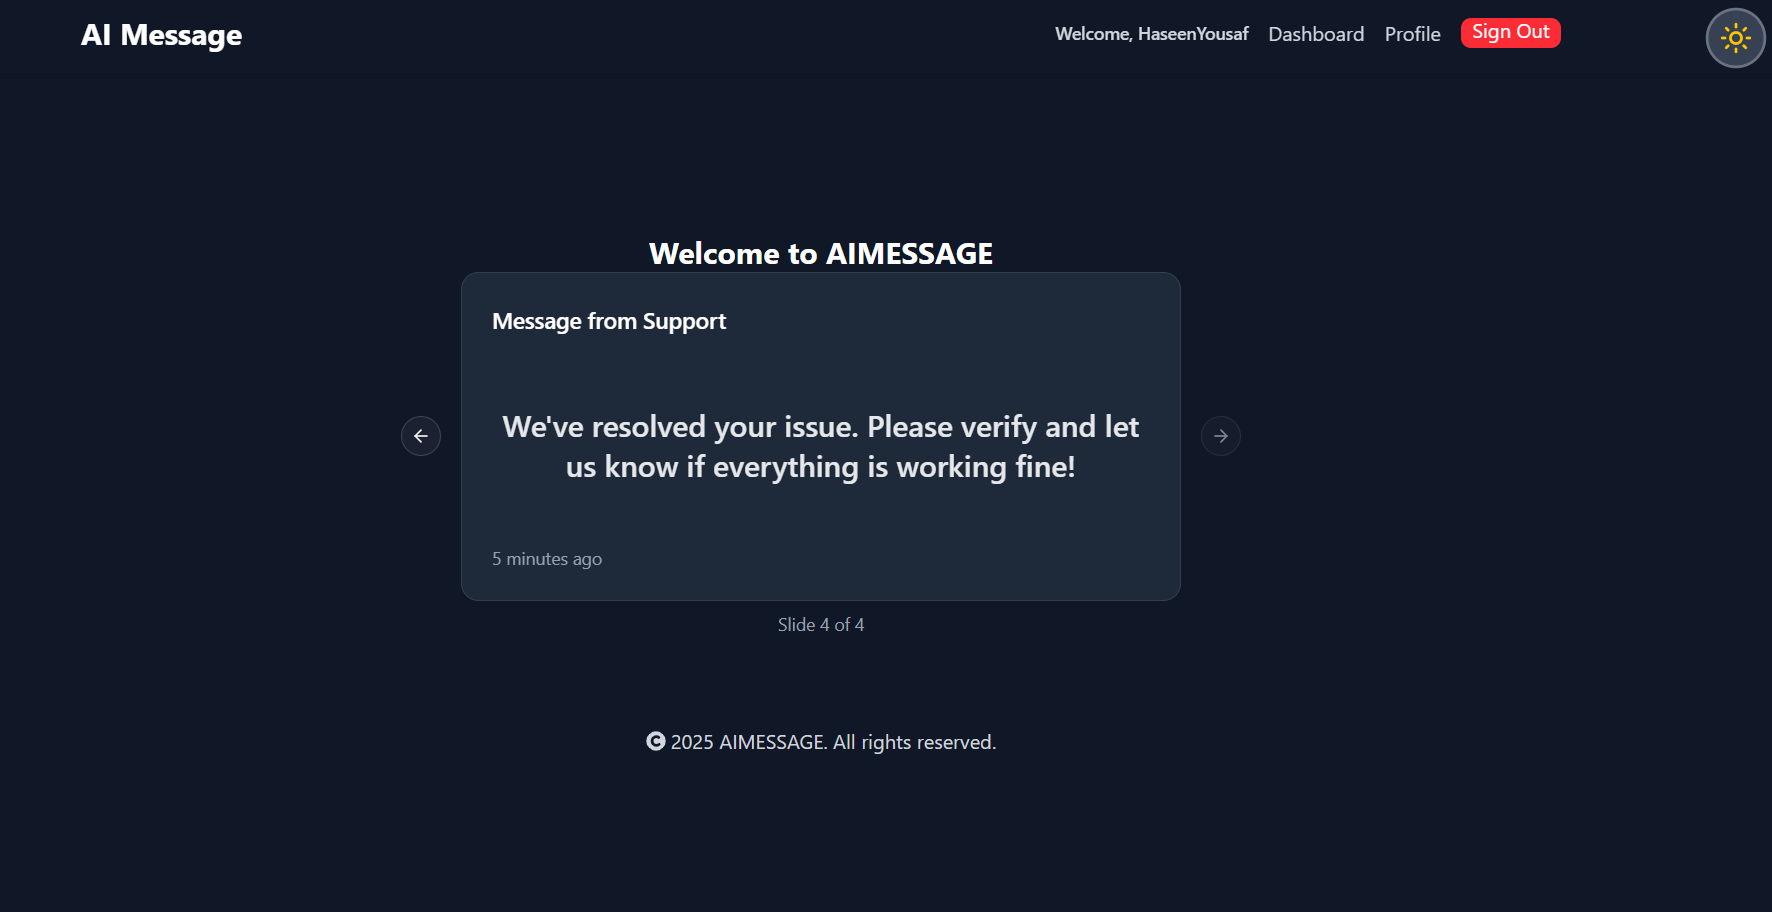 AI Message
Welcome, HaseenYousaf
Dashboard
Profile
Sign Out
Welcome to AIMESSAGE
Message from Support
We've resolved your issue. Please verify and let
us know if everything is working fine!
5 minutes ago
Slide 4 of 4
© 2025 AIMESSAGE. All rights reserved.